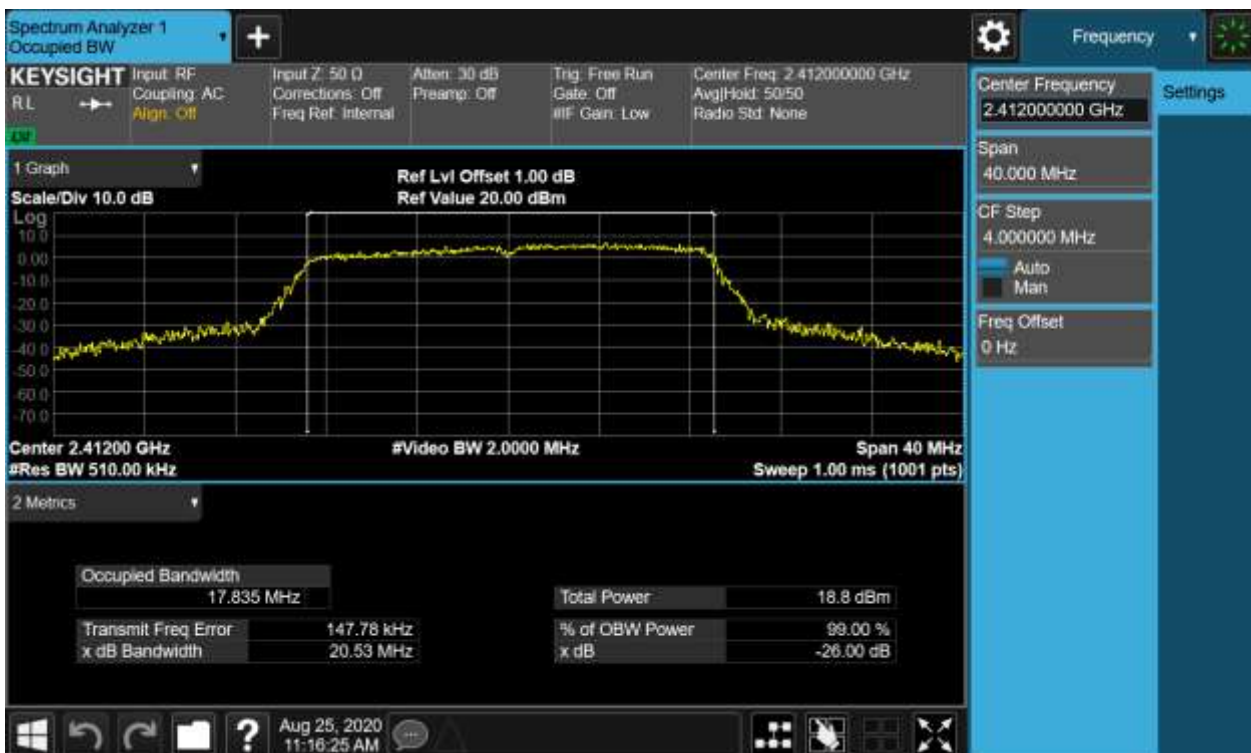 Spectrum Analyzer 1
Occupied BW
+
Frequency
KEYSIGHT
RL
Input: RF
Coupling: AC
Align: Off
Input Z: 50 Ω
Corrections: Off
Freq Ref: Internal
Atten: 30 dB
Preamp: Off
Trig: Free Run
Gate: Off
#IF Gain: Low
Center Freq: 2.412000000 GHz
Avg|Hold: 50/50
Radio Std: None
Center Frequency
2.412000000 GHz
Settings
Span
40.000 MHz
CF Step
4.000000 MHz
Auto
Man
Freq Offset
0 Hz
1 Graph
Scale/Div 10.0 dB
Ref Lvl Offset 1.00 dB
Ref Value 20.00 dBm
Log
10.0
0.00
-10.0
-20.0
-30.0
-40.0
-50.0
-60.0
-70.0
Center 2.41200 GHz
#Video BW 2.0000 MHz
Span 40 MHz
#Res BW 510.00 kHz
Sweep 1.00 ms (1001 pts)
2 Metrics
Occupied Bandwidth
17.835 MHz
Total Power 18.8 dBm
Transmit Freq Error 147.78 kHz
% of OBW Power 99.00 %
x dB Bandwidth 20.53 MHz
x dB -26.00 dB
?
Aug 25, 2020
11:16:25 AM